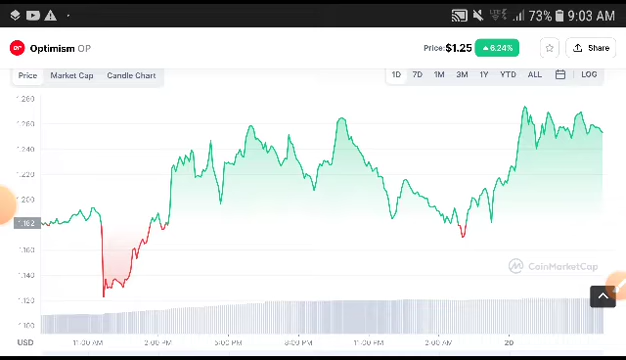 73% 9:03 AM
OP Optimism OP Price: $1.25 6.24% Share
Price Market Cap Candle Chart 1D 7D 1M 3M 1Y YTD ALL LOG
1.260
1.240
1.220
1.200
1.182
1.160
1.140
1.120
1.100
CoinMarketCap
USD 11:00 AM 2:00 PM 5:00 PM 8:00 PM 11:00 PM 2:00 AM 20